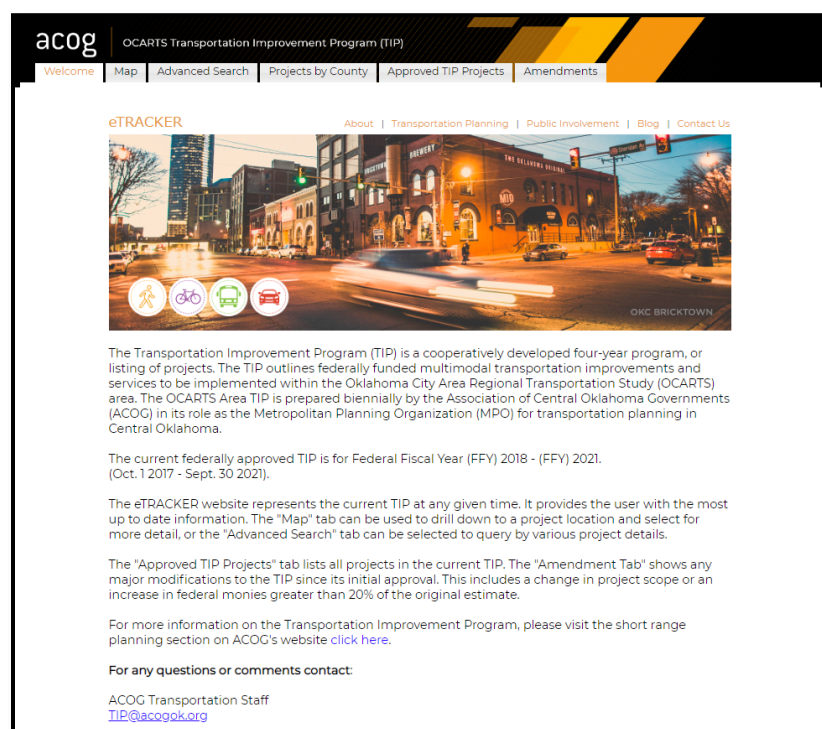 acog
OCARTS Transportation Improvement Program (TIP)
Welcome
Map
Advanced Search
Projects by County
Approved TIP Projects
Amendments
eTRACKER
About | Transportation Planning | Public Involvement | Blog | Contact Us
BREWERY
THE OKLAHOMA ORIGINAL
MIO
OKC BRICKTOWN
The Transportation Improvement Program (TIP) is a cooperatively developed four-year program, or
listing of projects. The TIP outlines federally funded multimodal transportation improvements and
services to be implemented within the Oklahoma City Area Regional Transportation Study (OCARTS)
area. The OCARTS Area TIP is prepared biennially by the Association of Central Oklahoma Governments
(ACOG) in its role as the Metropolitan Planning Organization (MPO) for transportation planning in
Central Oklahoma.
The current federally approved TIP is for Federal Fiscal Year (FFY) 2018 - (FFY) 2021.
(Oct. 1 2017 - Sept. 30 2021).
The eTRACKER website represents the current TIP at any given time. It provides the user with the most
up to date information. The "Map" tab can be used to drill down to a project location and select for
more detail, or the "Advanced Search" tab can be selected to query by various project details.
The "Approved TIP Projects" tab lists all projects in the current TIP. The "Amendment Tab" shows any
major modifications to the TIP since its initial approval. This includes a change in project scope or an
increase in federal monies greater than 20% of the original estimate.
For more information on the Transportation Improvement Program, please visit the short range
planning section on ACOG's website click here.
For any questions or comments contact:
ACOG Transportation Staff
TIP@acogok.org